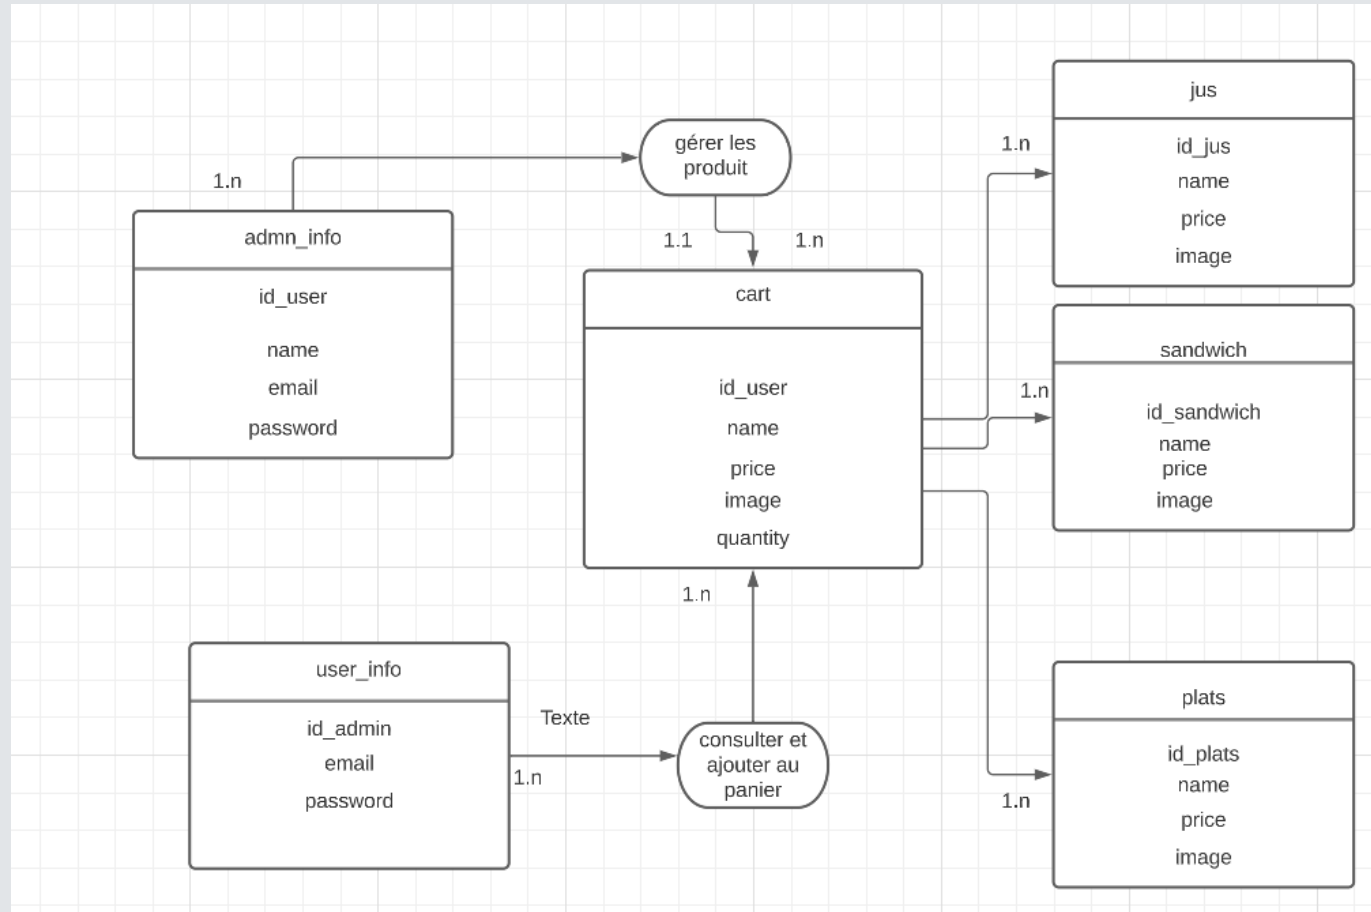 1.n
admn_info
id_user
name
email
password
gérer les
produit
1.1
1.n
cart
id_user
name
price
image
quantity
1.n
jus
id_jus
name
price
image
1.n
sandwich
id_sandwich
name
price
image
1.n
plats
id_plats
name
price
image
user_info
id_admin
email
password
Texte
1.n
consulter et
ajouter au
panier
1.n